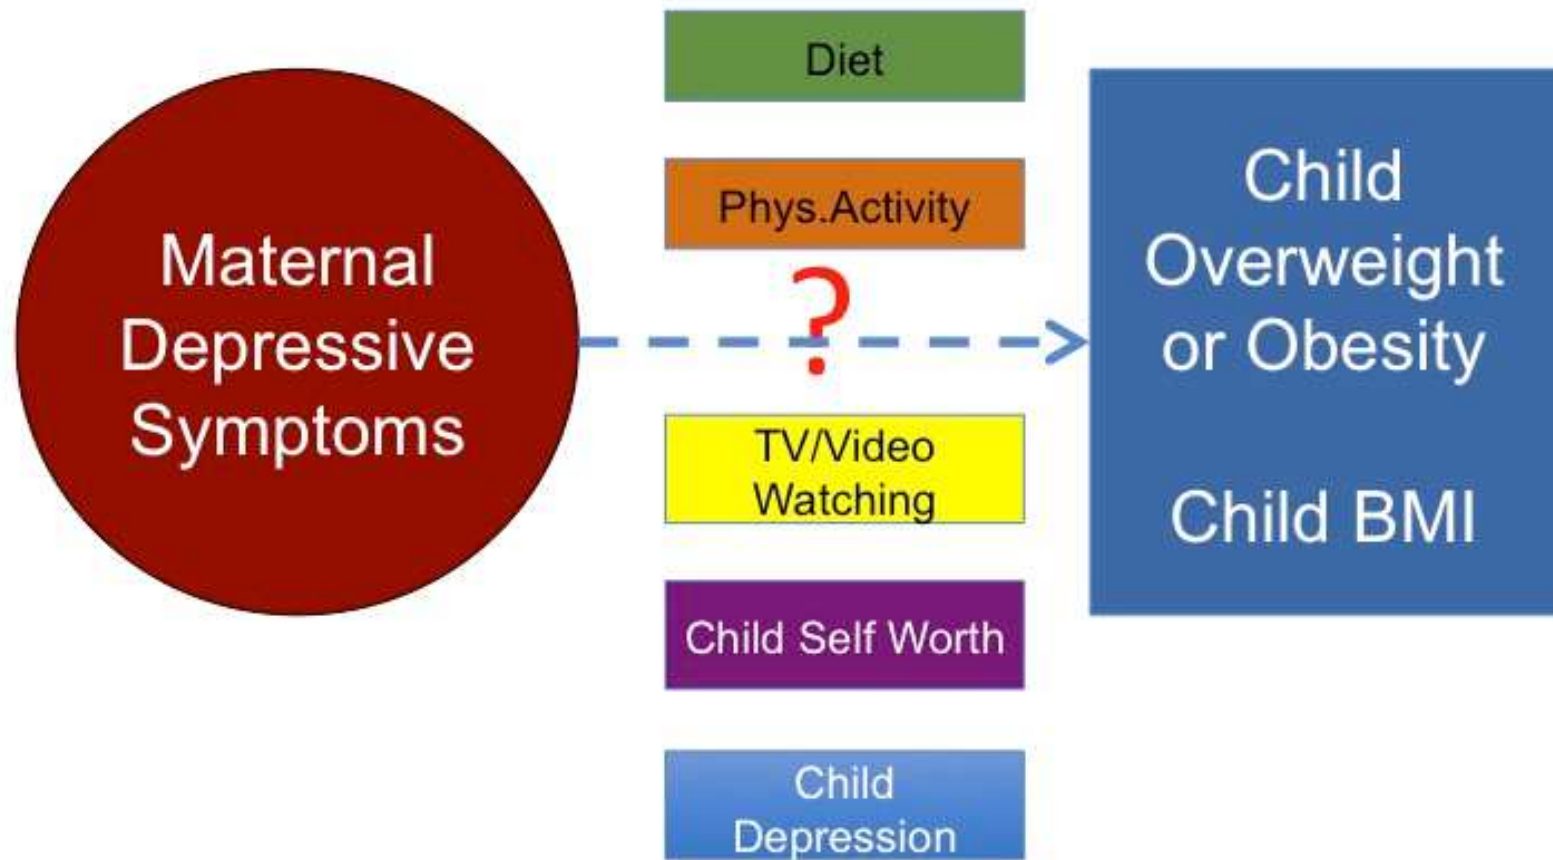 Maternal
Depressive
Symptoms
Diet
Phys.Activity
?
TV/Video
Watching
Child Self Worth
Child
Depression
Child
Overweight
or Obesity
Child BMI